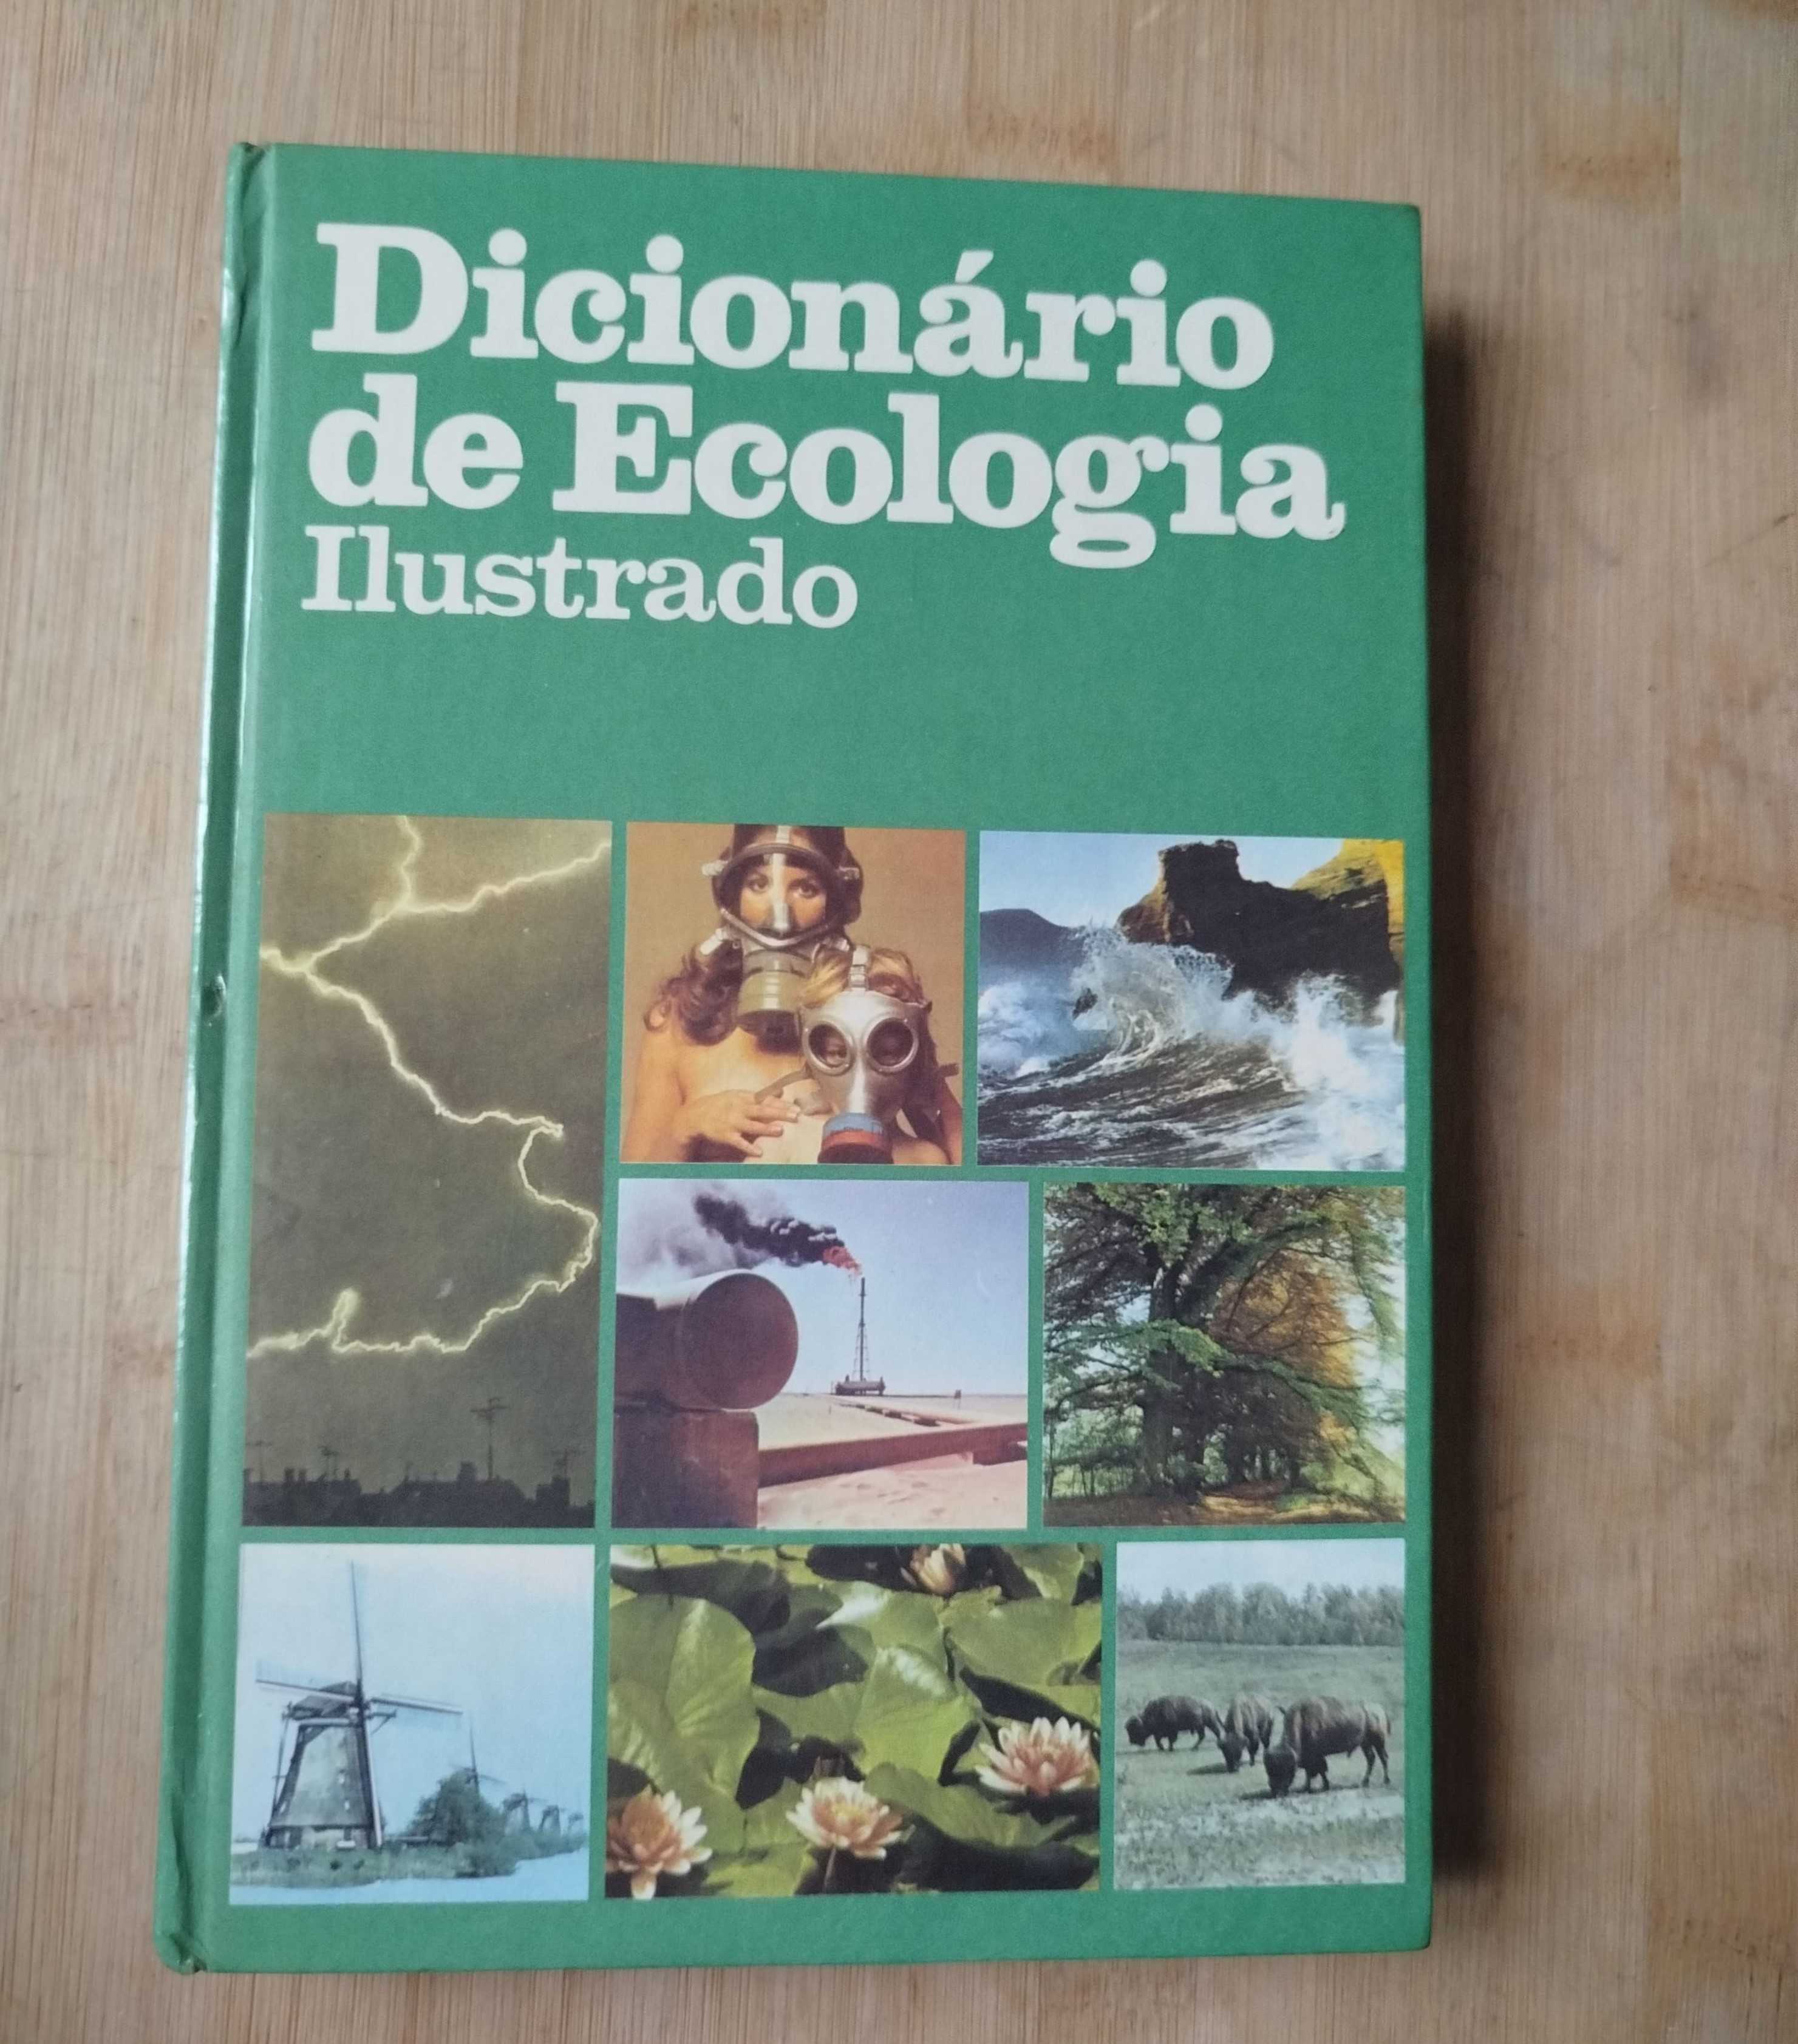 Dicionário
de Ecologia
Ilustrado